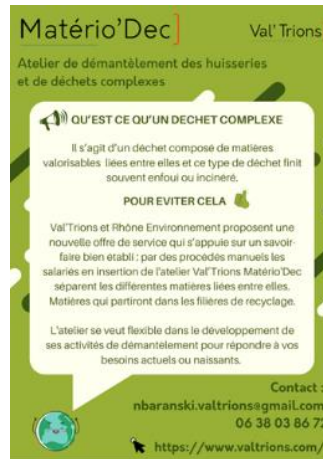 Matério'Dec]
Val'Trions
Atelier de démantèlement des huisseries
et de déchets complexes
QU'EST CE QU'UN DECHET COMPLEXE
Il s'agit d'un déchet composé de matières
valorisables liées entre elles et ce type de déchet finit
souvent enfoui ou incinéré.
POUR EVITER CELA
Val'Trions et Rhône Environnement proposent une
nouvelle offre de service qui s'appuie sur un savoir-
faire bien établi : par des procédés manuels les
salariés en insertion de l'atelier Val'Trions Matério'Dec
séparent les différentes matières liées entre elles.
Matières qui partiront dans les filières de recyclage.
L'atelier se veut flexible dans le développement de
ses activités de démantèlement pour répondre à vos
besoins actuels ou naissants.
Contact :
nbaranski.valtrions@gmail.com
06 38 03 86 72
https://www.valtrions.com/